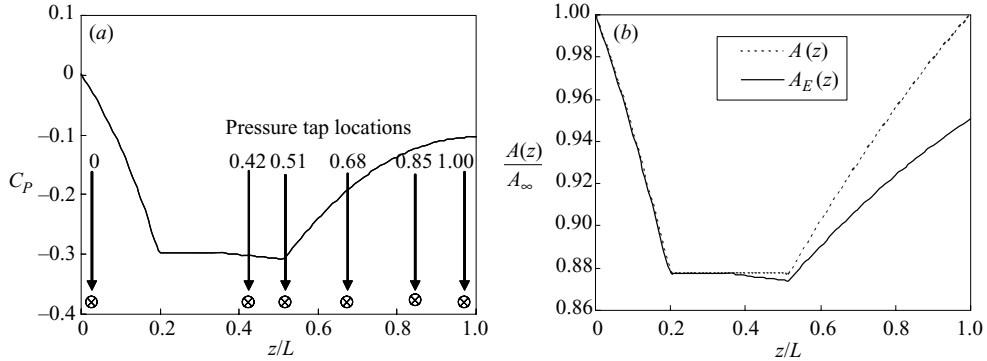 (a)
0.1
0
–0.1
–0.2
–0.3
–0.4
C_P
Pressure tap locations
0 0.42 0.51 0.68 0.85 1.00
0 0.2 0.4 0.6 0.8 1.0
z/L
(b)
1.00
0.98
0.96
0.94
0.92
0.90
0.88
0.86
A(z)
A∞
A(z)
A_E(z)
0 0.2 0.4 0.6 0.8 1.0
z/L